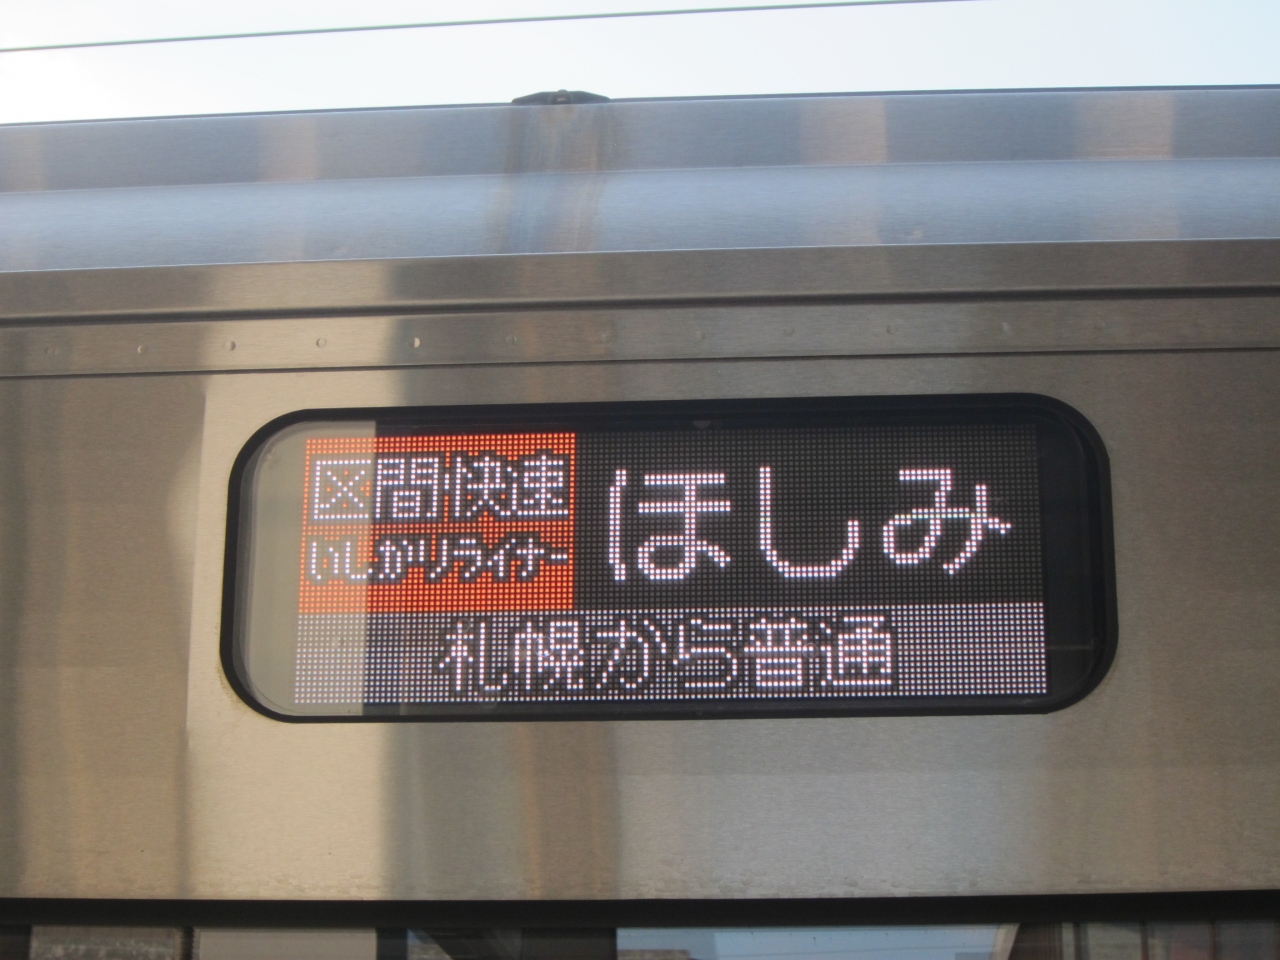 区間快速
いしかりライナー
ほしみ
札幌から普通